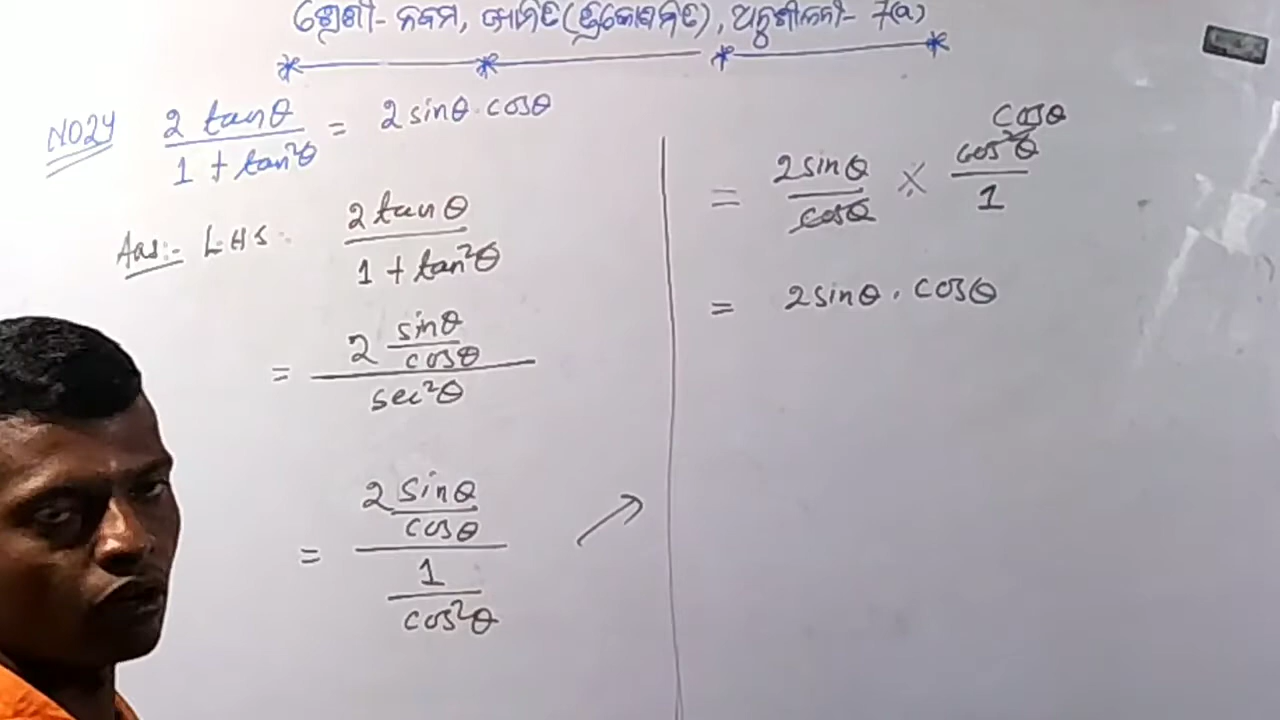 ଶ୍ରେଣୀ- ନବମ, ଜ୍ୟାମିତି (ତ୍ରିକୋଣମିତି), ଅନୁଶୀଳନୀ- 7(a)
NO24 2 tanθ / 1 + tan²θ = 2 sinθ · cosθ
Ans:- L.H.S. 2 tanθ / 1 + tan²θ
= 2 sinθ/cosθ / sec²θ
= 2 sinθ/cosθ / 1/cos²θ
= 2sinθ/cosθ × cos²θ/1 cosθ
= 2sinθ . cosθ